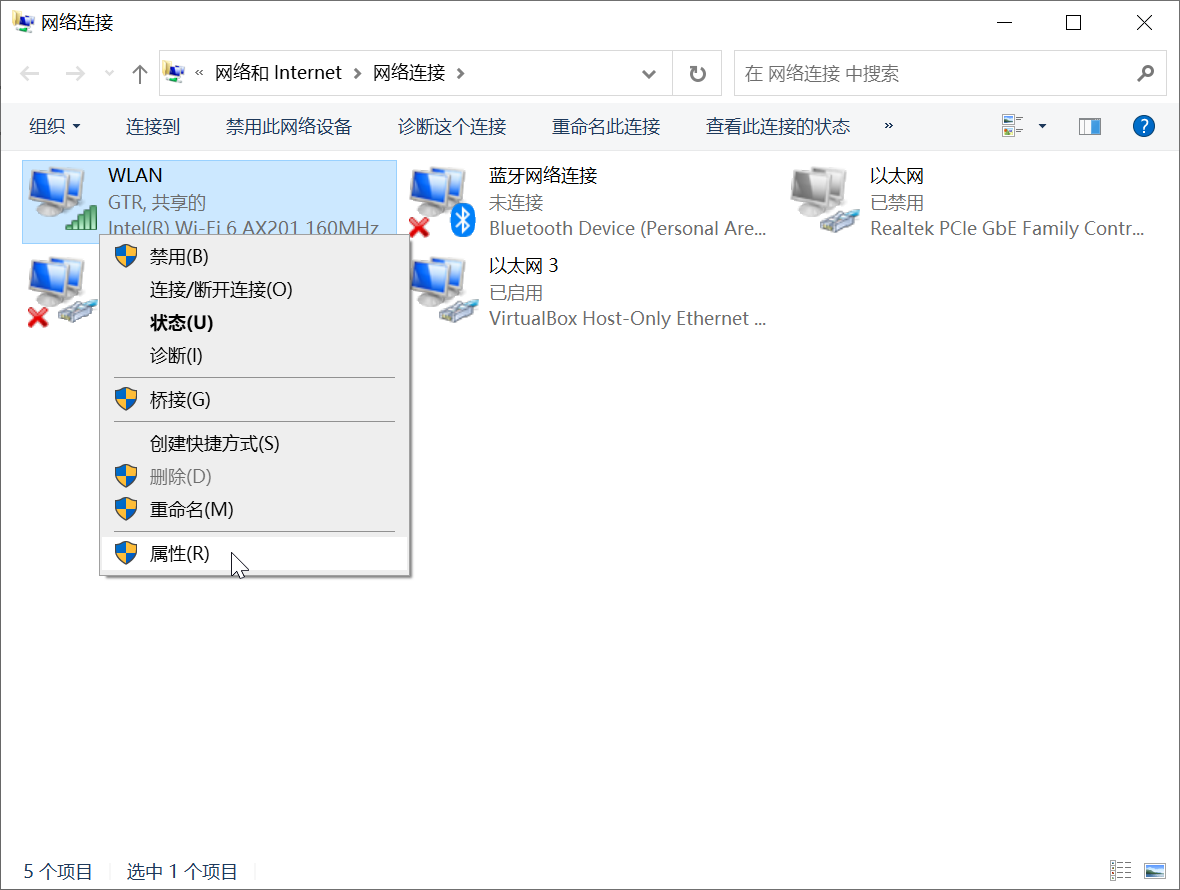 网络连接
« 网络和 Internet > 网络连接 >
在 网络连接 中搜索
组织 连接到 禁用此网络设备 诊断这个连接 重命名此连接 查看此连接的状态 »
WLAN
GTR, 共享的
Intel(R) Wi-Fi 6 AX201 160MHz
蓝牙网络连接
未连接
Bluetooth Device (Personal Are...
以太网
已禁用
Realtek PCIe GbE Family Contr...
以太网 3
已启用
VirtualBox Host-Only Ethernet ...
禁用(B)
连接/断开连接(O)
状态(U)
诊断(I)
桥接(G)
创建快捷方式(S)
删除(D)
重命名(M)
属性(R)
5 个项目 选中 1 个项目